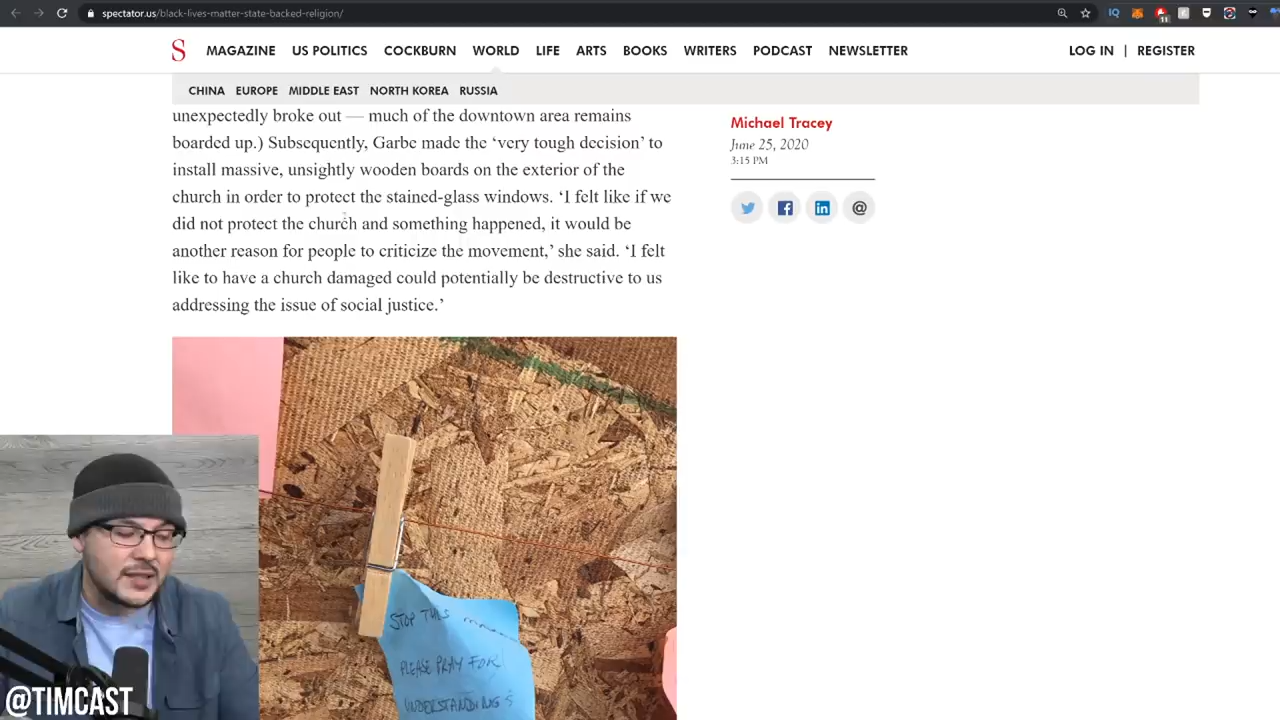 spectator.us/black-lives-matter-state-backed-religion/
S MAGAZINE US POLITICS COCKBURN WORLD LIFE ARTS BOOKS WRITERS PODCAST NEWSLETTER LOG IN | REGISTER
CHINA EUROPE MIDDLE EAST NORTH KOREA RUSSIA
unexpectedly broke out — much of the downtown area remains
boarded up.) Subsequently, Garbe made the ‘very tough decision’ to
install massive, unsightly wooden boards on the exterior of the
church in order to protect the stained-glass windows. ‘I felt like if we
did not protect the church and something happened, it would be
another reason for people to criticize the movement,’ she said. ‘I felt
like to have a church damaged could potentially be destructive to us
addressing the issue of social justice.’
Michael Tracey
June 25, 2020
3:15 PM
STOP THIS
PLEASE PRAY FOR
UNDERSTANDING
@TIMCAST